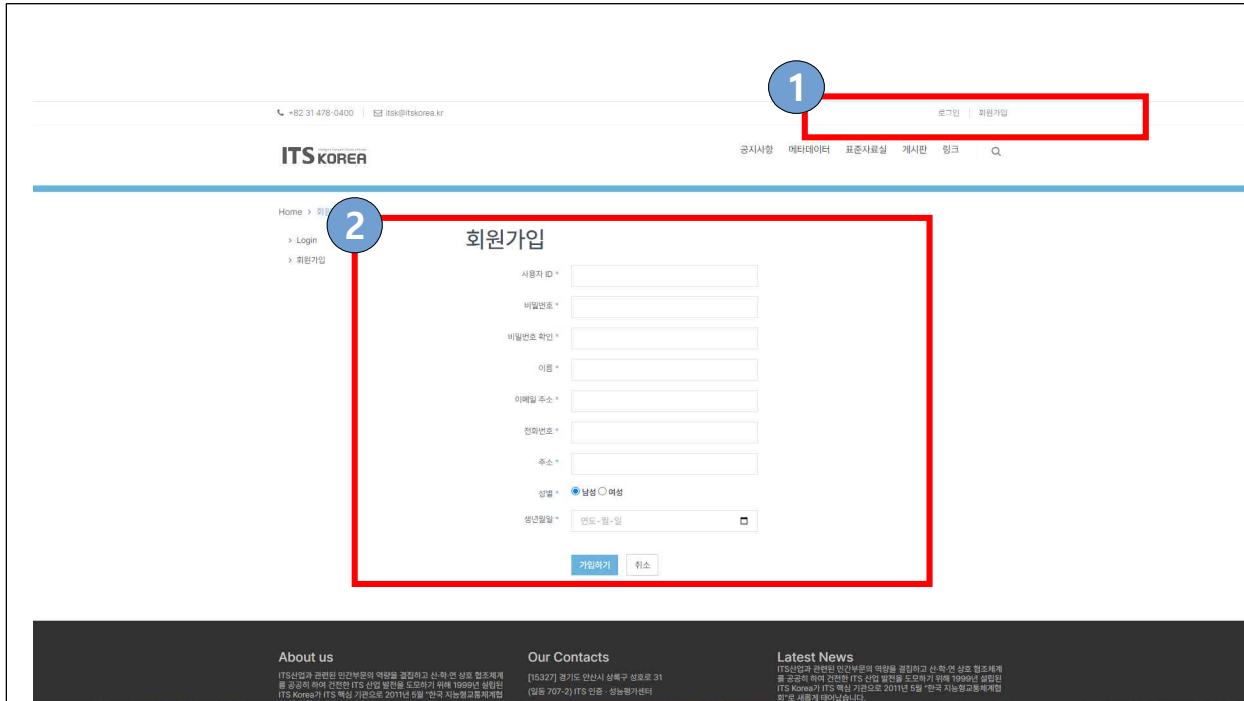 1
+82 31 478-0400 itsk@itskorea.kr 로그인 회원가입
ITS KOREA
공지사항 메타데이터 표준자료실 게시판 링크
Home > 회원
2
> Login
> 회원가입
회원가입
사용자 ID *
비밀번호 *
비밀번호 확인 *
이름 *
이메일 주소 *
전화번호 *
주소 *
성별 * 남성 여성
생년월일 * 연도-월-일
가입하기 취소
About us
ITS산업과 관련된 민간부문의 역량을 결집하고 산·학·연 상호 협조체계
를 공공히 하여 건전한 ITS 산업 발전을 도모하기 위해 1999년 설립된
ITS Korea가 ITS 핵심 기관으로 2011년 5월 "한국 지능형교통체계협
Our Contacts
[15327] 경기도 안산시 상록구 성호로 31
(일동 707-2) ITS 인증 · 성능평가센터
Latest News
ITS산업과 관련된 민간부문의 역량을 결집하고 산·학·연 상호 협조체계
를 공공히 하여 건전한 ITS 산업 발전을 도모하기 위해 1999년 설립된
ITS Korea가 ITS 핵심 기관으로 2011년 5월 "한국 지능형교통체계협
회"로 새롭게 태어났습니다.